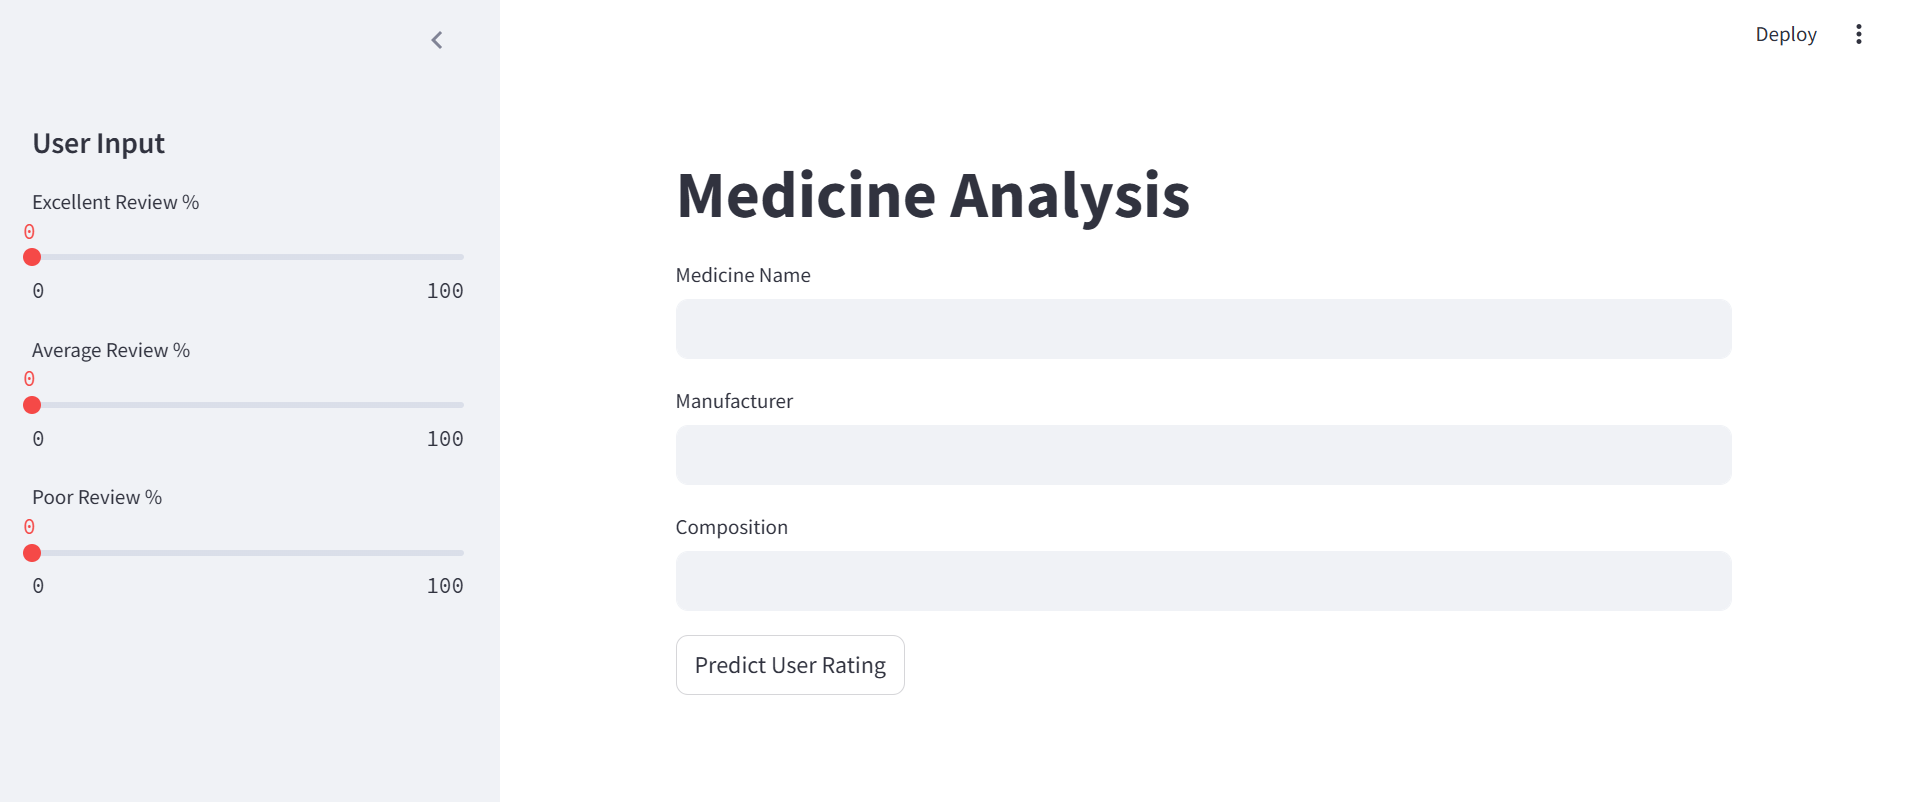 User Input
Excellent Review %
0
0 100
Average Review %
0
0 100
Poor Review %
0
0 100
Deploy
Medicine Analysis
Medicine Name
Manufacturer
Composition
Predict User Rating